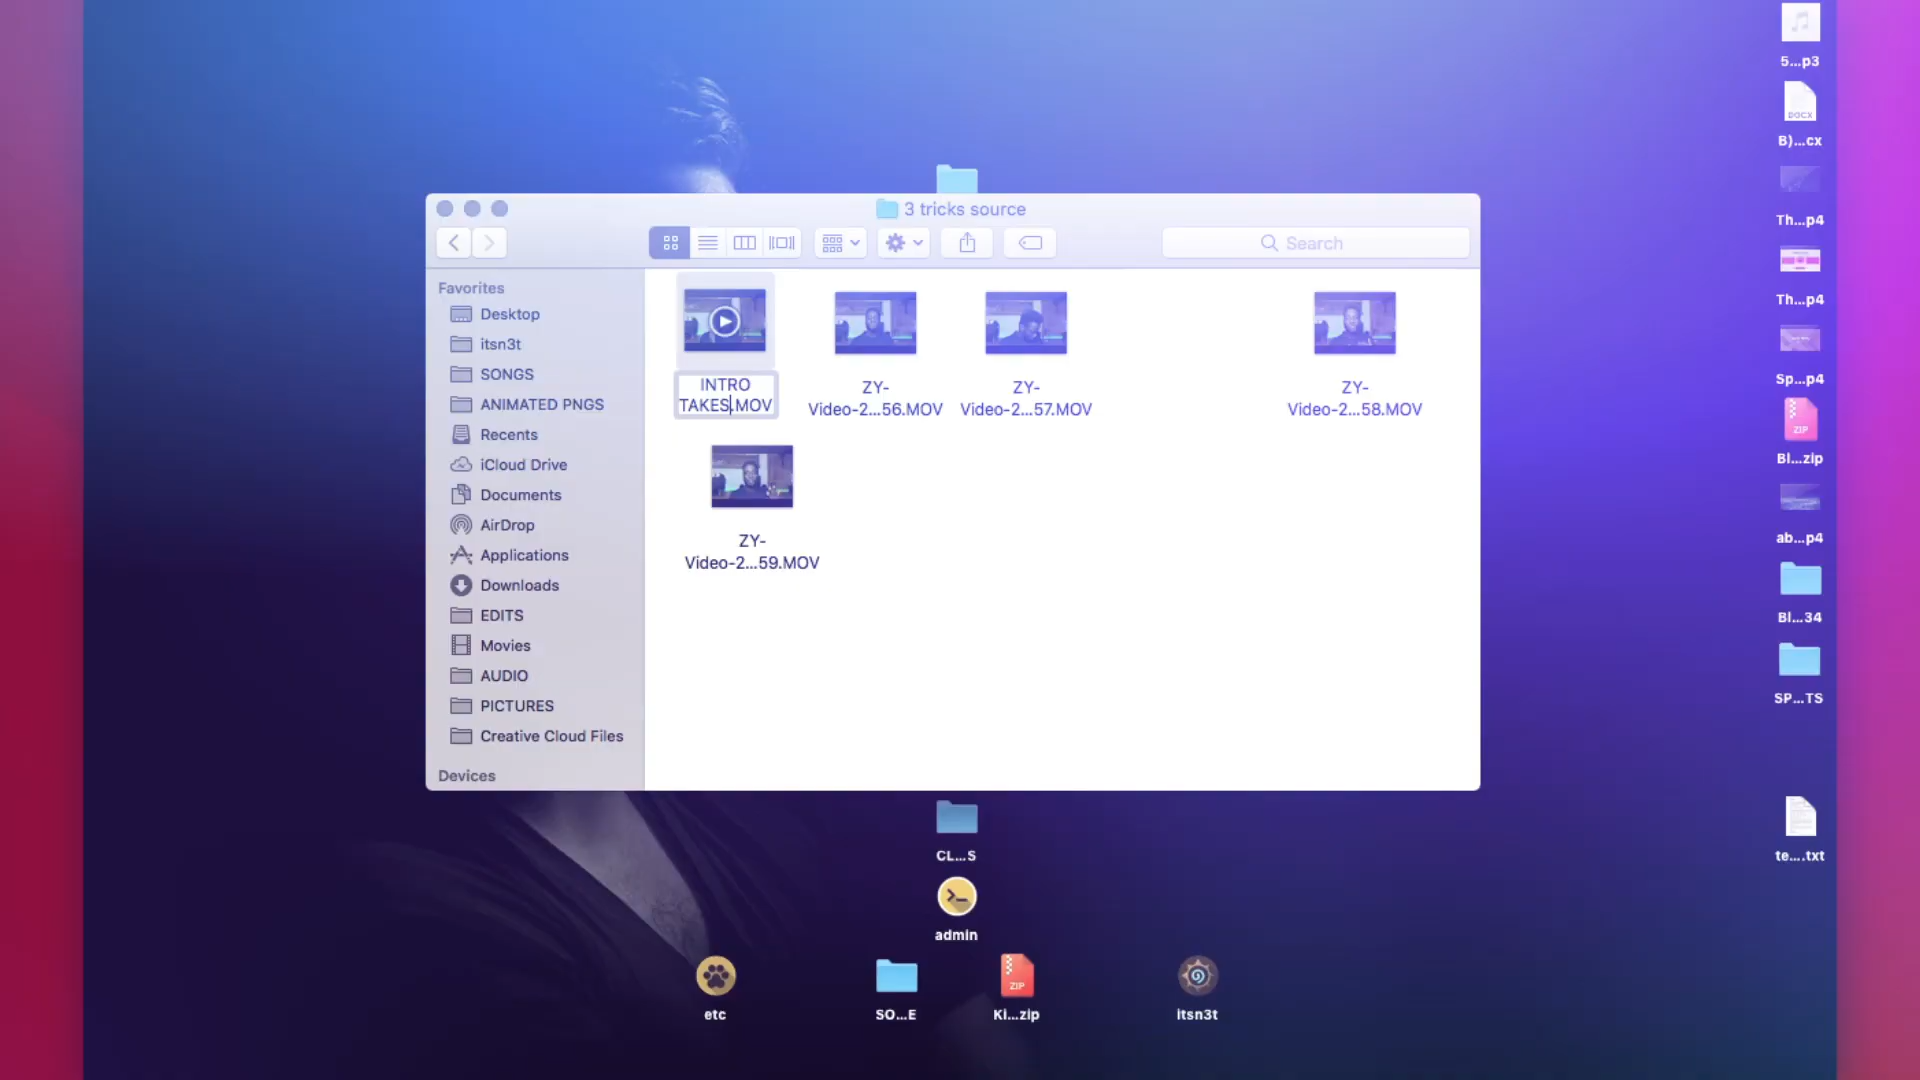 5...p3
DOCX
B)...cx
Th...p4
3 tricks source
Search
Favorites
Desktop
itsn3t
SONGS
ANIMATED PNGS
Recents
iCloud Drive
Documents
AirDrop
Applications
Downloads
EDITS
Movies
AUDIO
PICTURES
Creative Cloud Files
Devices
INTRO
TAKES.MOV
ZY-
Video-2...56.MOV
ZY-
Video-2...57.MOV
ZY-
Video-2...58.MOV
ZY-
Video-2...59.MOV
Th...p4
Sp...p4
ZIP
Bl...zip
ab...p4
Bl...34
SP...TS
te....txt
CL...S
admin
etc
SO...E
ZIP
Ki...zip
itsn3t